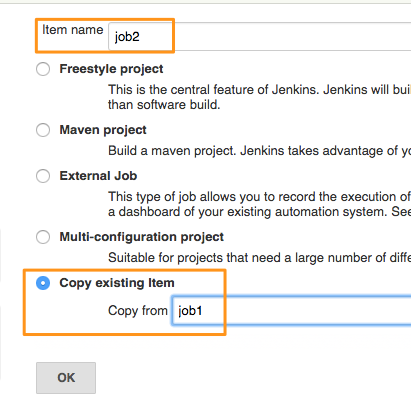 Item name job2
Freestyle project
This is the central feature of Jenkins. Jenkins will
than software build.
Maven project
Build a maven project. Jenkins takes advantage of
External Job
This type of job allows you to record the execution of
a dashboard of your existing automation system. See
Multi-configuration project
Suitable for projects that need a large number of
Copy existing Item
Copy from job1
OK